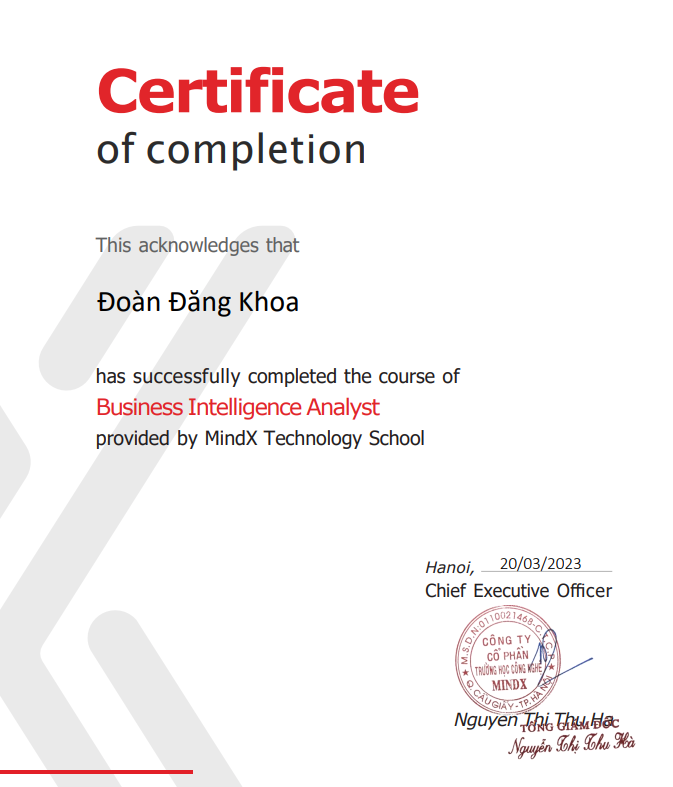 Certificate
of completion
This acknowledges that
Đoàn Đăng Khoa
has successfully completed the course of
Business Intelligence Analyst
provided by MindX Technology School
Hanoi, 20/03/2023
Chief Executive Officer
M.S.D.N:0110021468-C.T.C.P
CÔNG TY
CỔ PHẦN
TRƯỜNG HỌC CÔNG NGHỆ
MINDX
Q.CẦU GIẤY-TP.HÀ NỘI
Nguyen Thi Thu Ha
TỔNG GIÁM ĐỐC
Nguyễn Thị Thu Hà